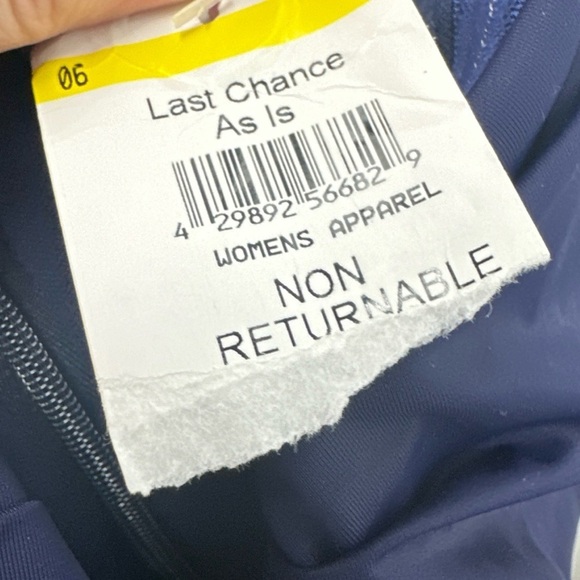 06
Last Chance
As Is
4 29892 56682 9
WOMENS APPAREL
NON
RETURNABLE